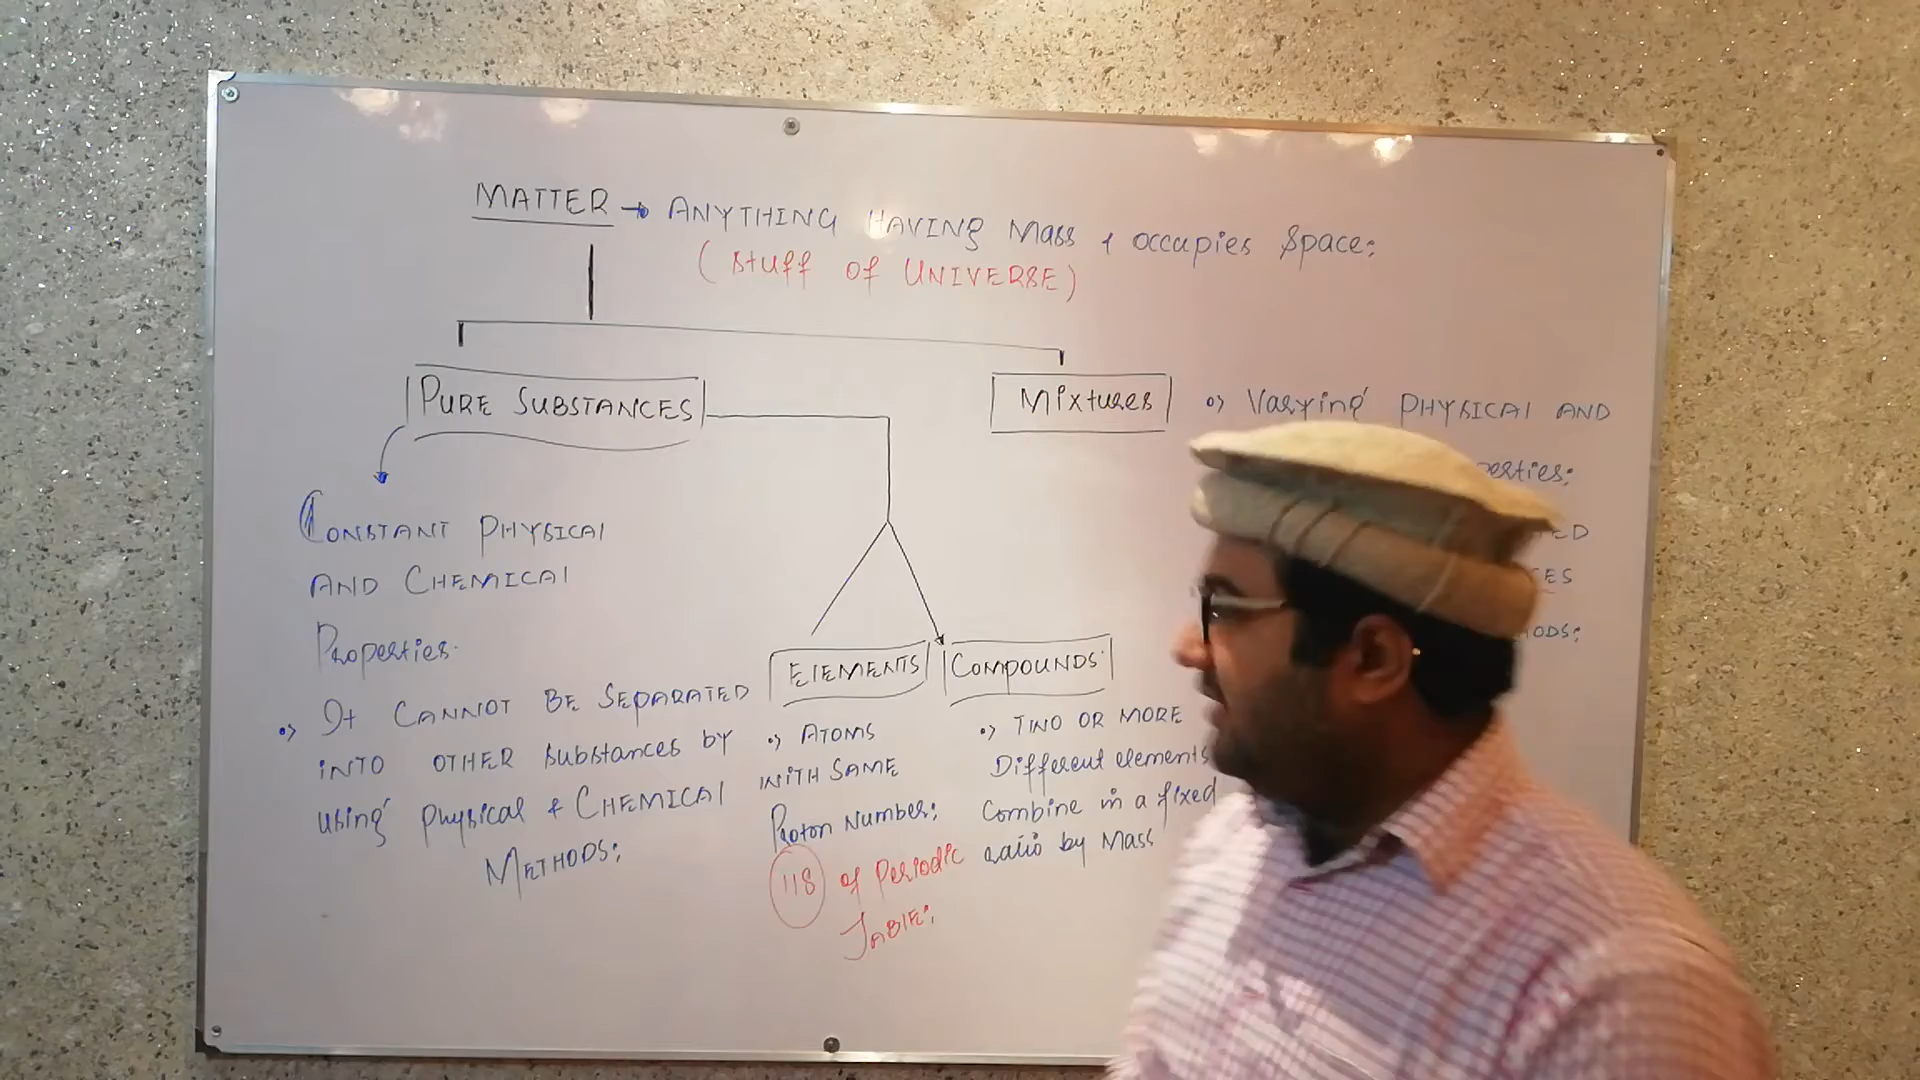 MATTER → ANYTHING HAVING Mass & occupies Space:
(Stuff of UNIVERSE)
PURE SUBSTANCES
Mixtures
Varying PHYSICAl AND
CONSTANT PHYSICAl
AND CHEMICAl
Properties.
It CANNOT BE SEPARATED
iNTO OTHER substances by
using Physical & CHEMICAl
METHODS:
ElEMENTS
COMPOUNDS:
ATOMS
WITH SAME
Proton Number:
118 of Periodic
TABlE:
TWO OR MORE
Different elements
Combine in a fixed
ratio by Mass